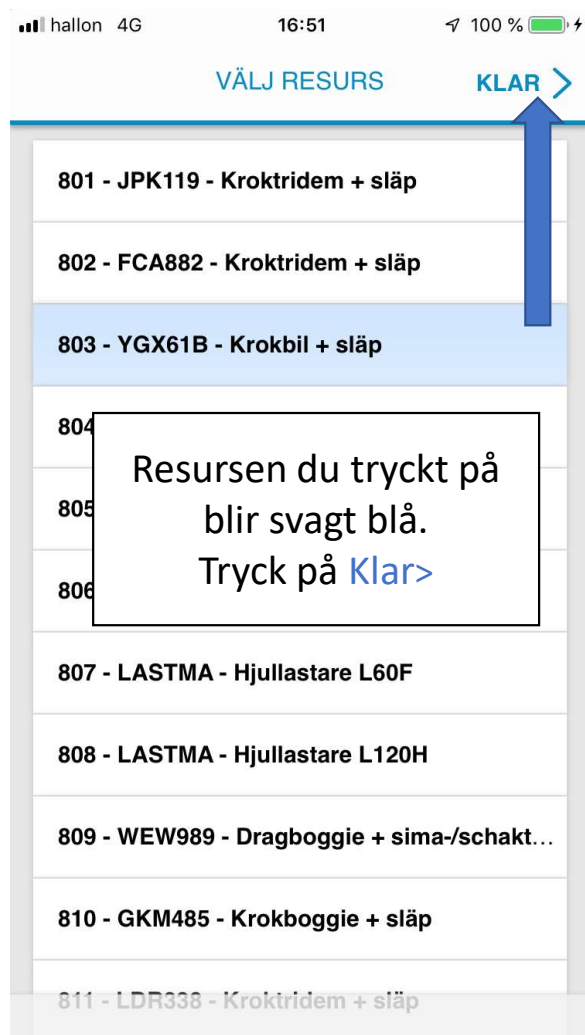 hallon 4G 16:51 100 %
VÄLJ RESURS KLAR >
801 - JPK119 - Kroktridem + släp
802 - FCA882 - Kroktridem + släp
803 - YGX61B - Krokbil + släp
804
805
806
Resursen du tryckt på
blir svagt blå.
Tryck på Klar>
807 - LASTMA - Hjullastare L60F
808 - LASTMA - Hjullastare L120H
809 - WEW989 - Dragboggie + sima-/schakt...
810 - GKM485 - Krokboggie + släp
811 - LDR338 - Kroktridem + släp